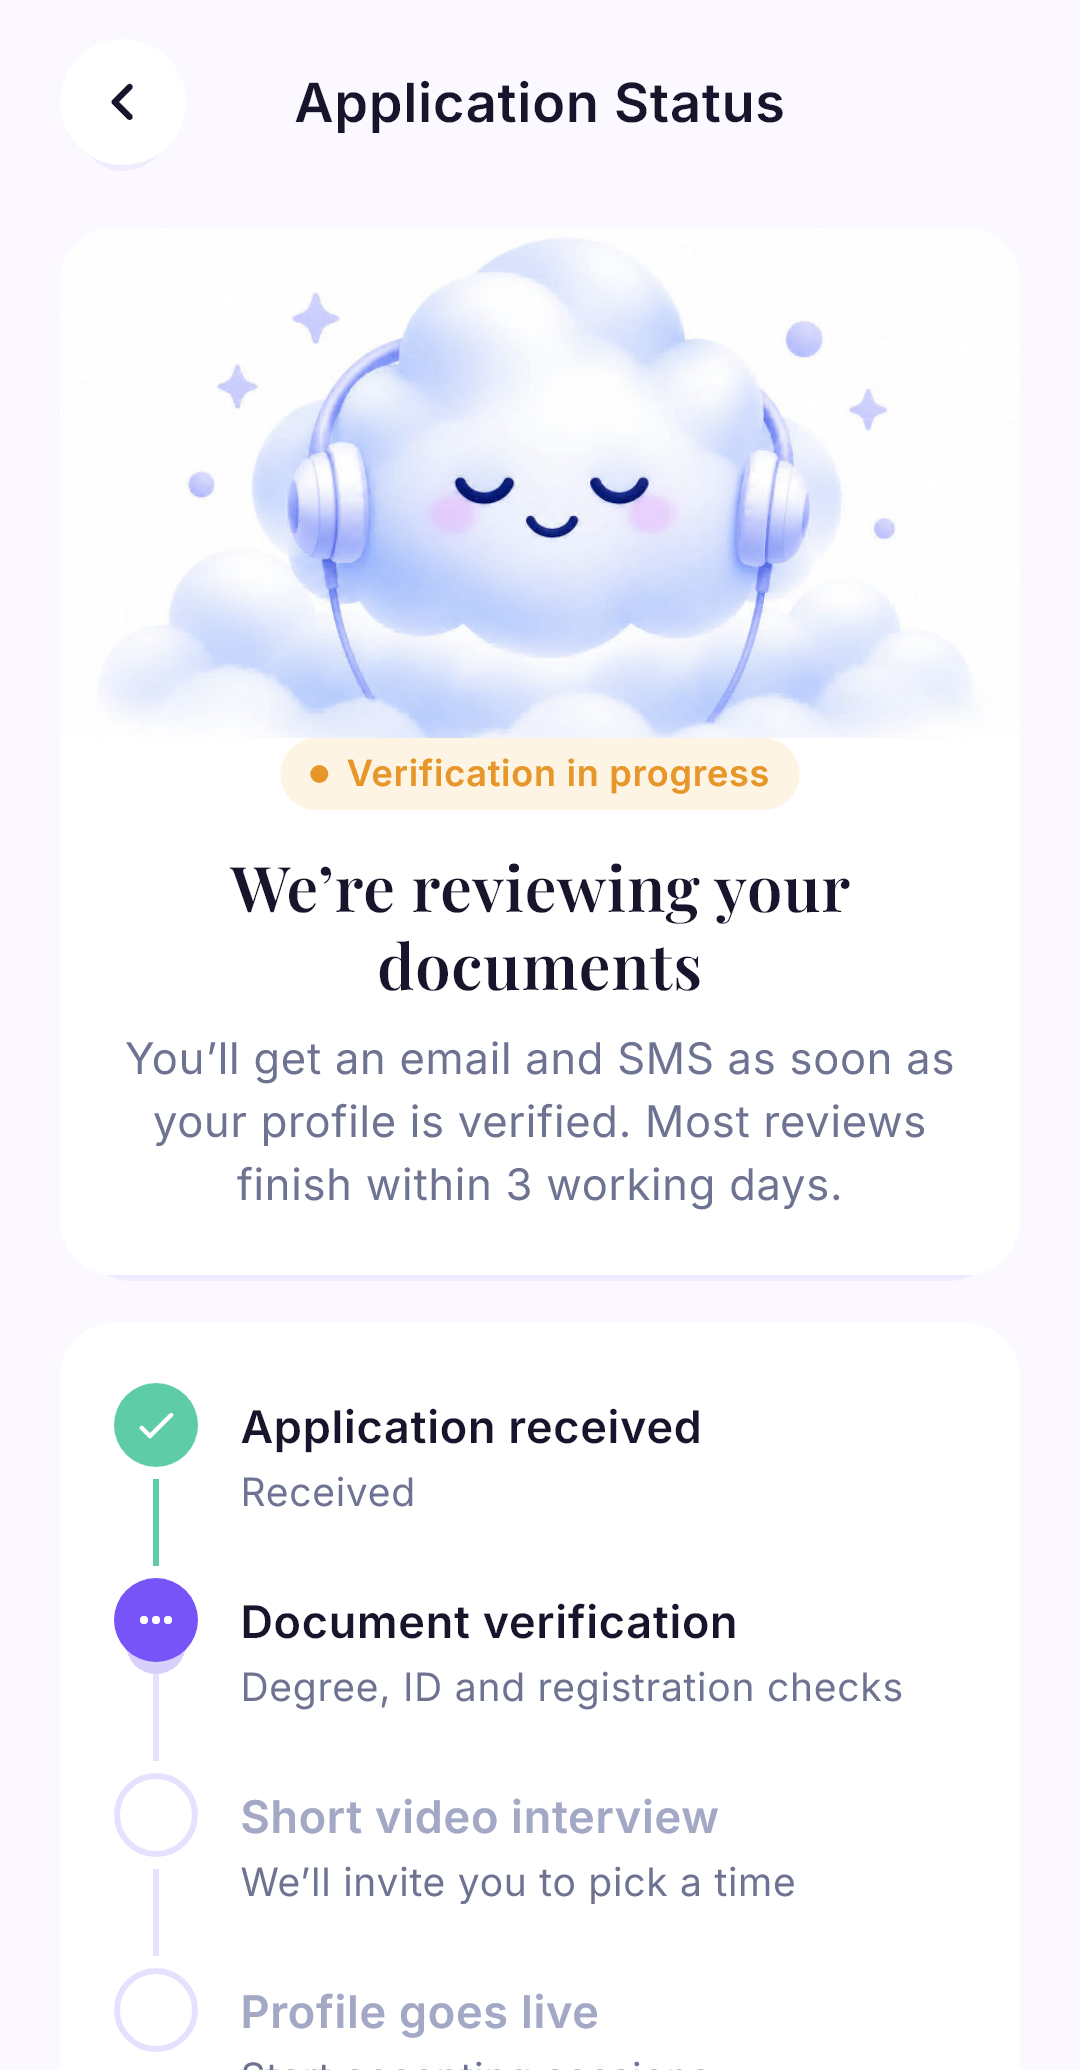 Application Status
Verification in progress
We’re reviewing your
documents
You’ll get an email and SMS as soon as
your profile is verified. Most reviews
finish within 3 working days.
Application received
Received
Document verification
Degree, ID and registration checks
Short video interview
We’ll invite you to pick a time
Profile goes live